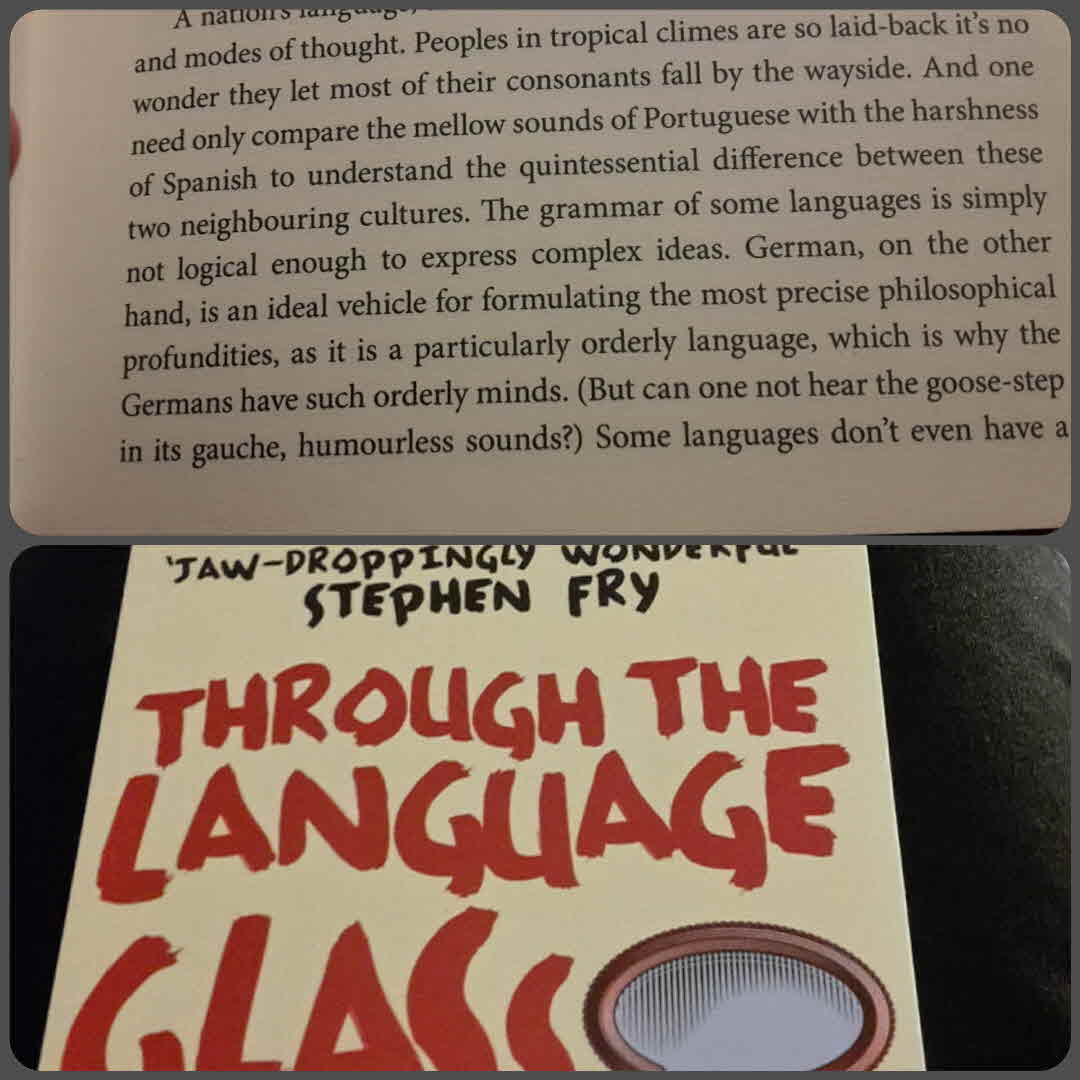 A nation's language,
and modes of thought. Peoples in tropical climes are so laid-back it's no
wonder they let most of their consonants fall by the wayside. And one
need only compare the mellow sounds of Portuguese with the harshness
of Spanish to understand the quintessential difference between these
two neighbouring cultures. The grammar of some languages is simply
not logical enough to express complex ideas. German, on the other
hand, is an ideal vehicle for formulating the most precise philosophical
profundities, as it is a particularly orderly language, which is why the
Germans have such orderly minds. (But can one not hear the goose-step
in its gauche, humourless sounds?) Some languages don't even have a
'JAW-DROPPINGLY WONDERFUL
STEPHEN FRY
THROUGH THE
LANGUAGE
GLASS